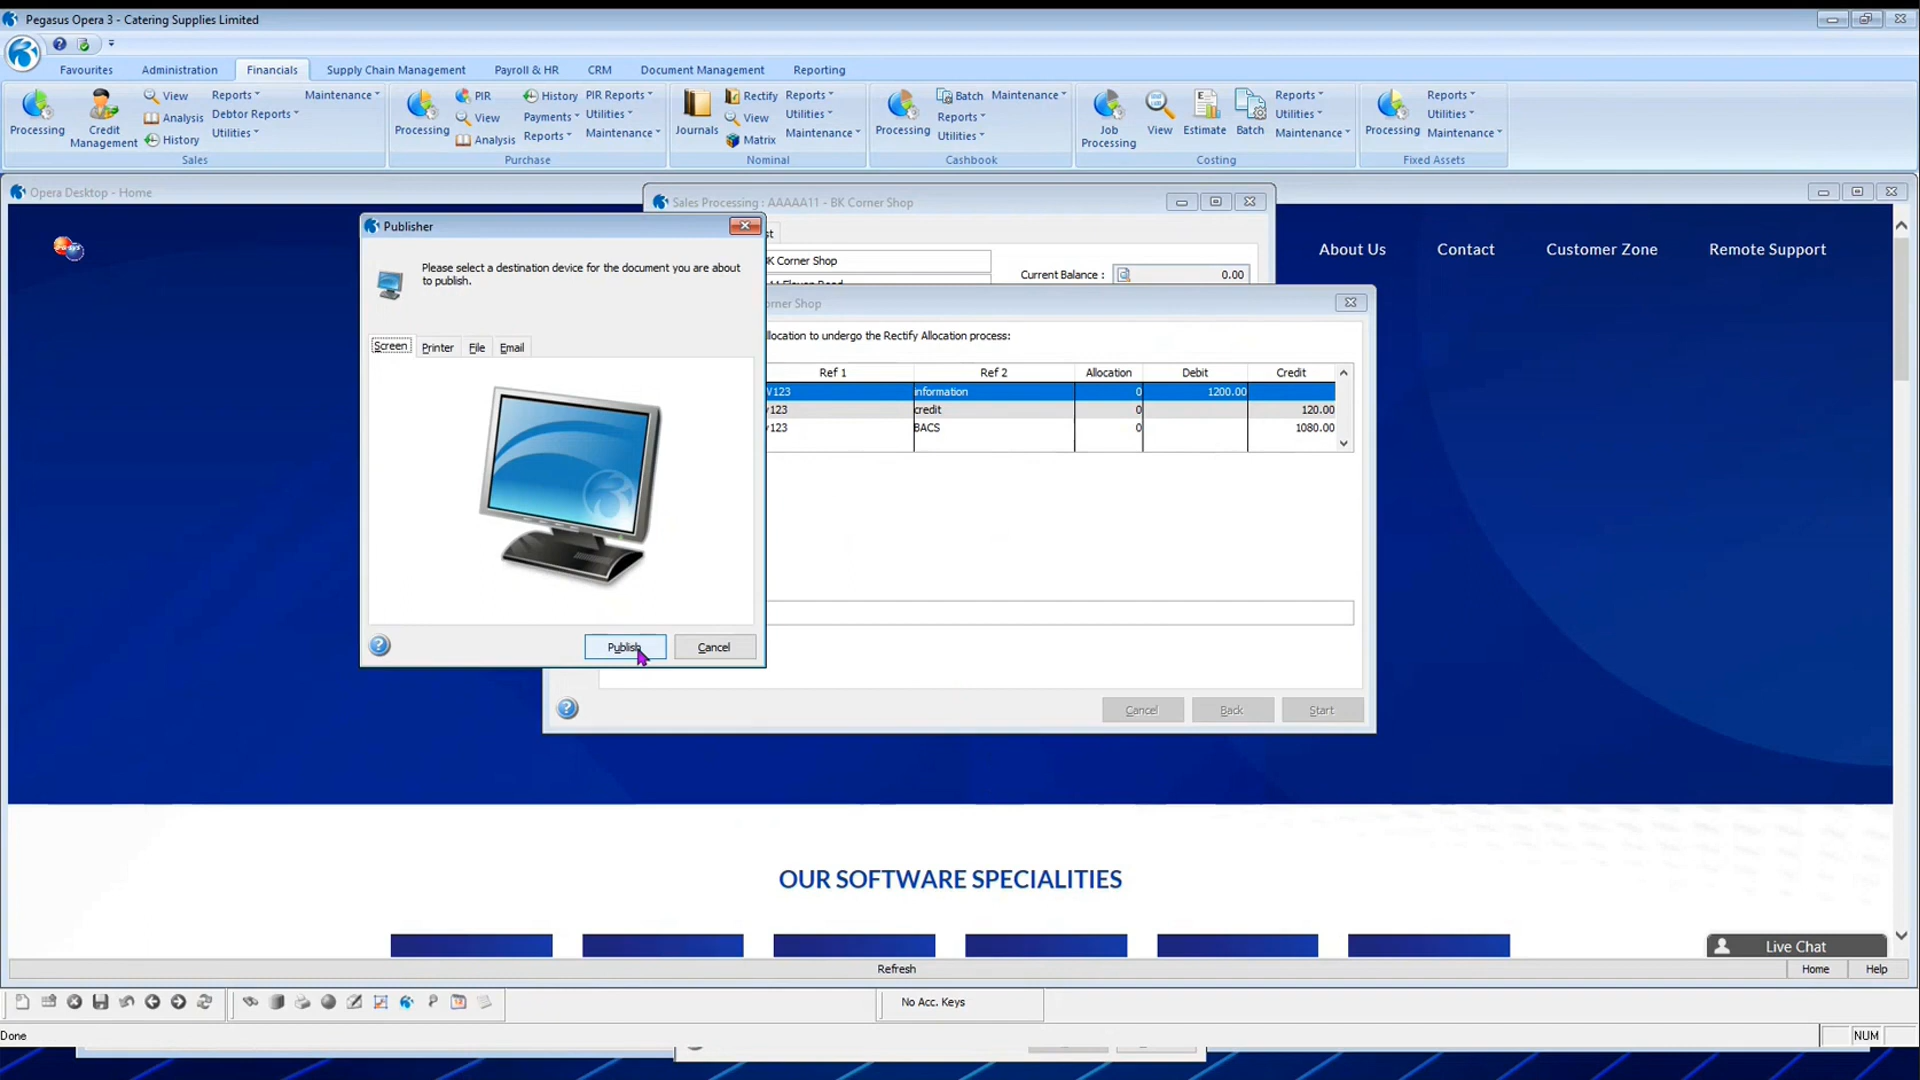 Pegasus Opera 3 - Catering Supplies Limited
Favourites Administration Financials Supply Chain Management Payroll & HR CRM Document Management Reporting
Processing Credit Management View Analysis History Reports Debtor Reports Utilities Maintenance
Sales
Processing PIR View Analysis History Payments Reports PIR Reports Utilities Maintenance
Purchase
Journals Rectify View Matrix Reports Utilities Maintenance
Nominal
Processing Batch Reports Utilities Maintenance
Cashbook
Job Processing View Estimate Batch Reports Utilities Maintenance
Costing
Processing Reports Utilities Maintenance
Fixed Assets
Opera Desktop - Home
Sales Processing : AAAAA11 - BK Corner Shop
About Us Contact Customer Zone Remote Support
K Corner Shop
Current Balance : 0.00
Publisher
Please select a destination device for the document you are about
to publish.
Screen Printer File Email
Publish Cancel
orner Shop
llocation to undergo the Rectify Allocation process:
Ref 1 Ref 2 Allocation Debit Credit
123 information 0 1200.00
123 credit 0 120.00
123 BACS 0 1080.00
Cancel Back Start
OUR SOFTWARE SPECIALITIES
Live Chat
Refresh
Home Help
No Acc. Keys
Done
NUM